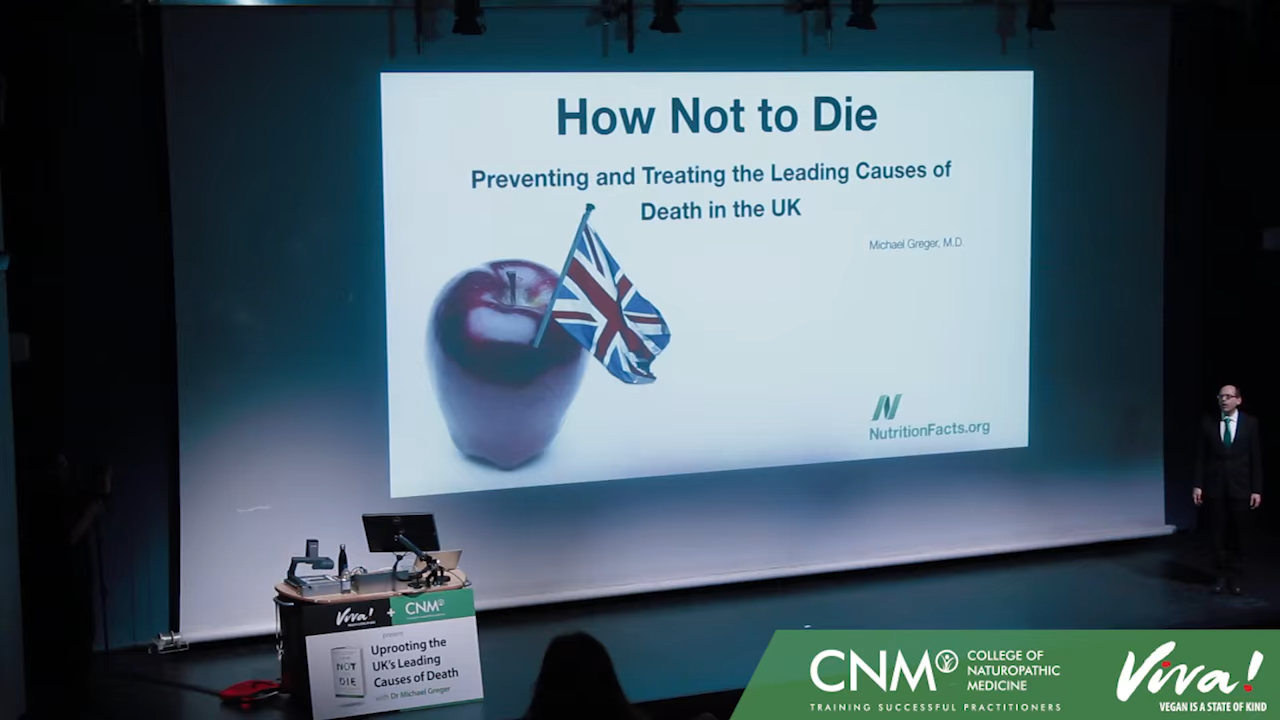 How Not to Die
Preventing and Treating the Leading Causes of
Death in the UK
Michael Greger, M.D.
NutritionFacts.org
Viva! + CNM
present
Uprooting the
UK's Leading
Causes of Death
with Dr Michael Greger
NOT
DIE
CNM
COLLEGE OF
NATUROPATHIC
MEDICINE
TRAINING SUCCESSFUL PRACTITIONERS
Viva!
VEGAN IS A STATE OF KIND